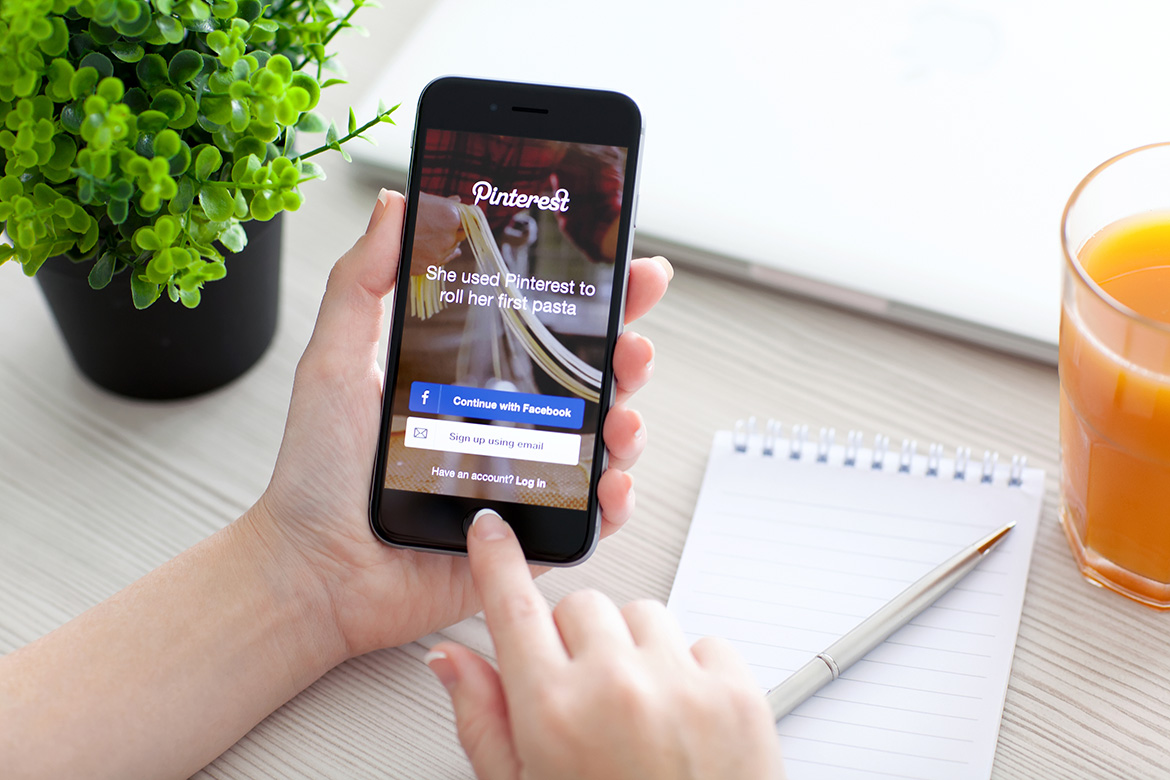 Pinterest
She used Pinterest to
roll her first pasta
f Continue with Facebook
Sign up using email
Have an account? Log In